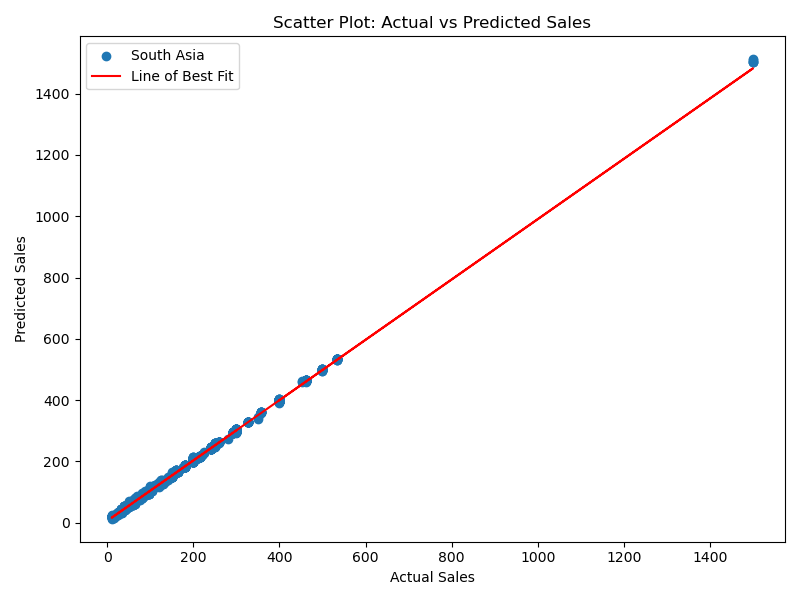 Scatter Plot: Actual vs Predicted Sales
South Asia
Line of Best Fit
1400
1200
1000
800
600
400
200
0
Predicted Sales
0 200 400 600 800 1000 1200 1400
Actual Sales